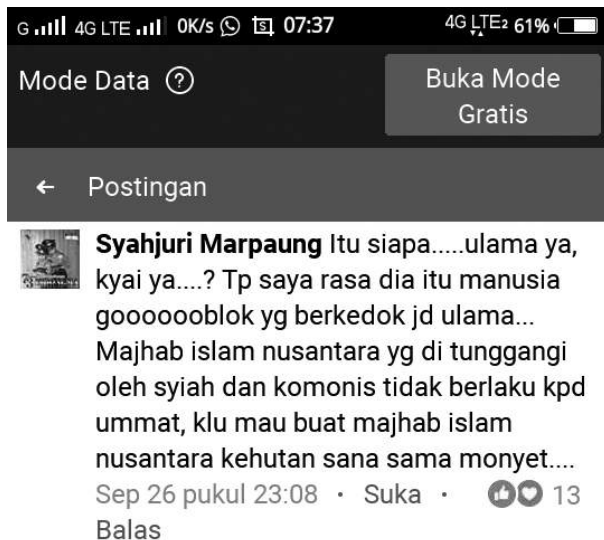 G 4G LTE 0K/s 07:37 4G LTE2 61%
Mode Data ? Buka Mode
Gratis
← Postingan
Syahjuri Marpaung Itu siapa.....ulama ya,
kyai ya....? Tp saya rasa dia itu manusia
gooooooblok yg berkedok jd ulama...
Majhab islam nusantara yg di tunggangi
oleh syiah dan komonis tidak berlaku kpd
ummat, klu mau buat majhab islam
nusantara kehutan sana sama monyet....
Sep 26 pukul 23:08 · Suka · 13
Balas